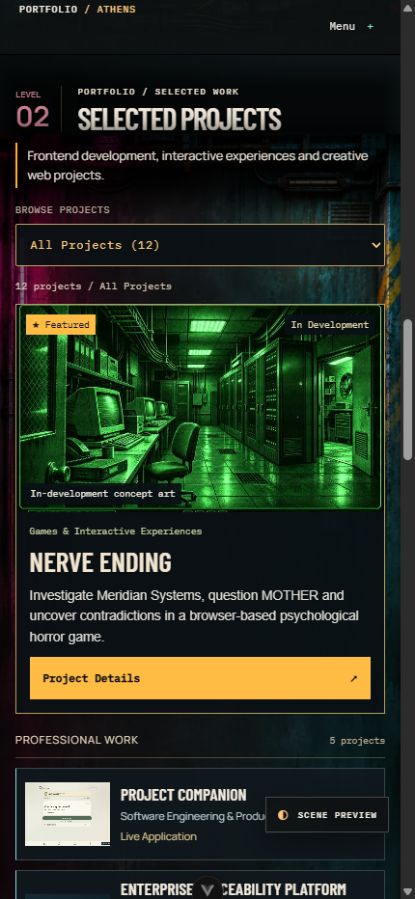 PORTFOLIO / ATHENS
Menu +
LEVEL
02
PORTFOLIO / SELECTED WORK
SELECTED PROJECTS
Frontend development, interactive experiences and creative
web projects.
BROWSE PROJECTS
All Projects (12)
12 projects / All Projects
★ Featured
In Development
In-development concept art
Games & Interactive Experiences
NERVE ENDING
Investigate Meridian Systems, question MOTHER and
uncover contradictions in a browser-based psychological
horror game.
Project Details ↗
PROFESSIONAL WORK
5 projects
PROJECT COMPANION
Software Engineering &
Live Application
SCENE PREVIEW
ENTERPRISE PLATFORM